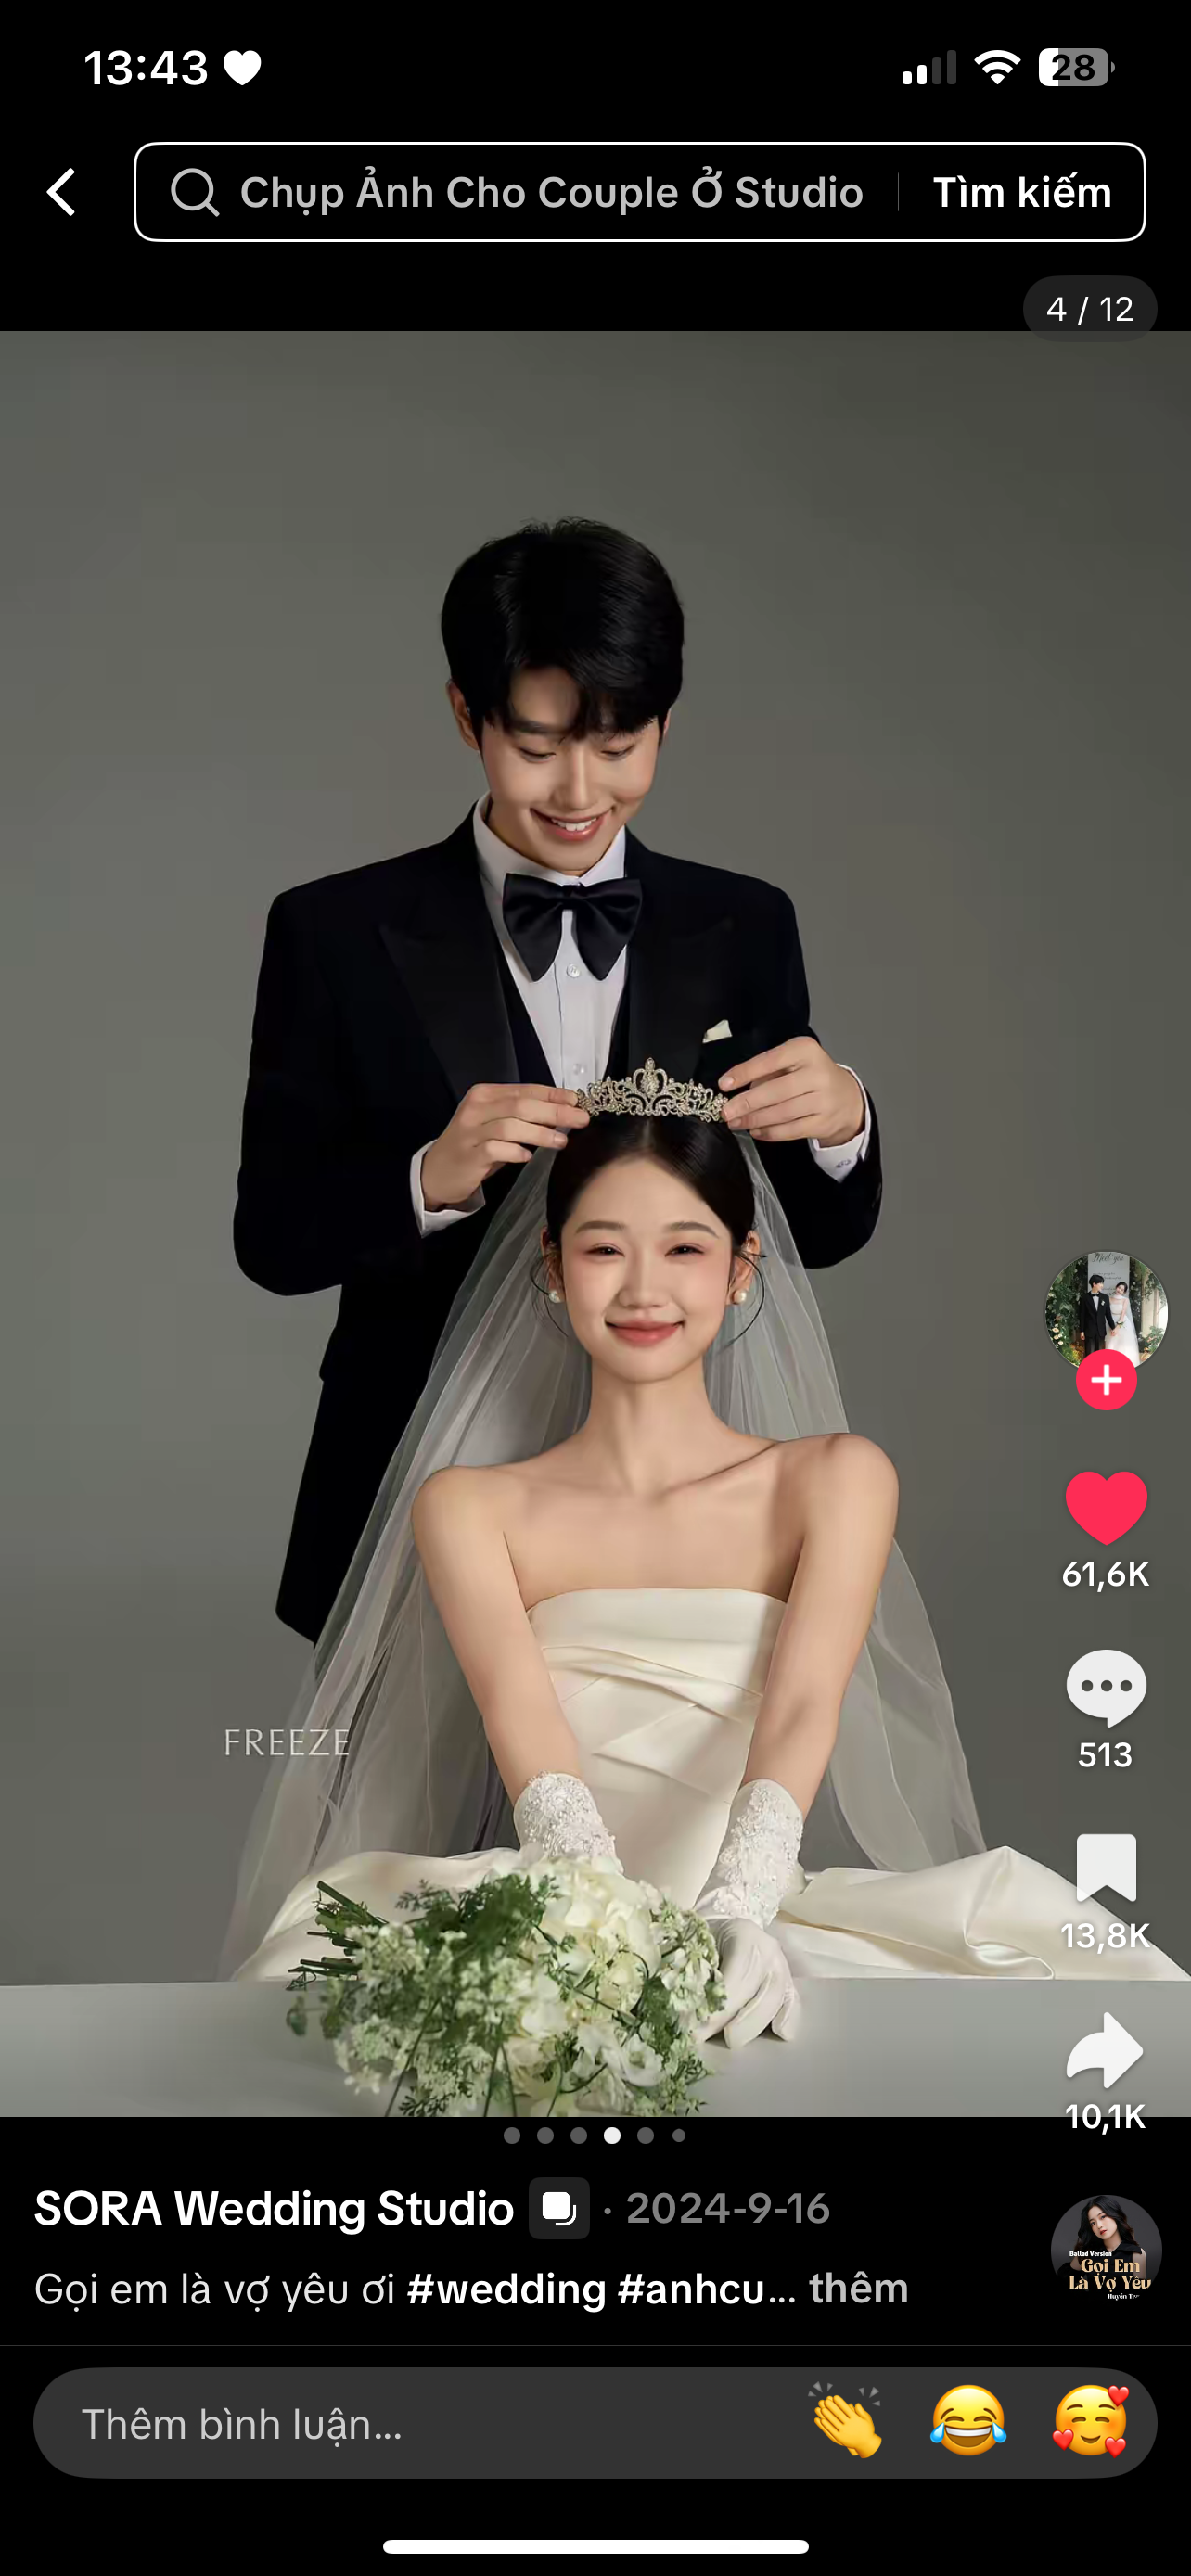 13:43
28
Chụp Ảnh Cho Couple Ở Studio
Tìm kiếm
4 / 12
61,6K
FREEZE
513
13,8K
10,1K
SORA Wedding Studio · 2024-9-16
Gọi em là vợ yêu ơi #wedding #anhcu... thêm
Ballad Version
Gọi Em
Là Vợ Yêu
Thêm bình luận...